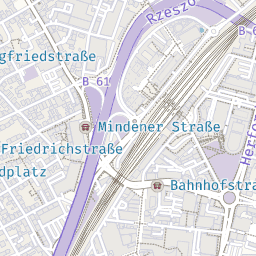 Rzeszo
B 6
gfriedstraße
B 61
Mindener Straße
Herfo
Friedrichstraße
dplatz
Bahnhofstra